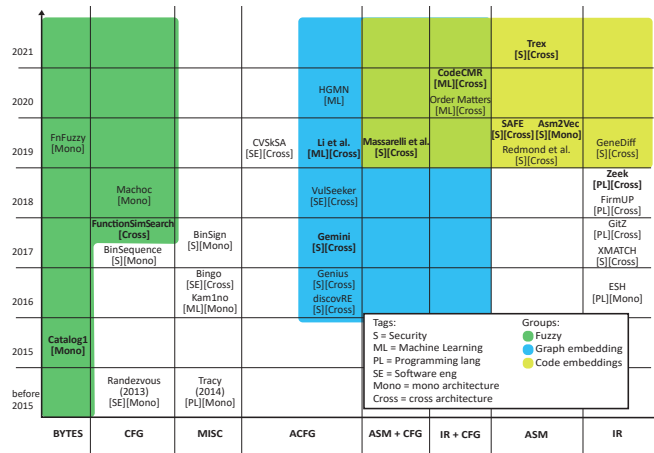 2021
Trex
[S][Cross]
2020
HGMN
[ML]
CodeCMR
[ML][Cross]
Order Matters
[ML][Cross]
2019
FnFuzzy
[Mono]
CVSkSA
[SE][Cross]
Li et al.
[ML][Cross]
Massarelli et al.
[S][Cross]
SAFE Asm2Vec
[S][Cross] [S][Mono]
Redmond et al.
[S][Cross]
GeneDiff
[S][Cross]
2018
Machoc
[Mono]
VulSeeker
[SE][Cross]
Zeek
[PL][Cross]
FirmUP
[PL][Cross]
2017
FunctionSimSearch
[Cross]
BinSequence
[S][Mono]
BinSign
[S][Mono]
Gemini
[S][Cross]
GitZ
[PL][Cross]
XMATCH
[S][Cross]
2016
Bingo
[SE][Cross]
Kam1no
[ML][Mono]
Genius
[S][Cross]
discovRE
[S][Cross]
ESH
[PL][Mono]
2015
Catalog1
[Mono]
before
2015
Randezvous
(2013)
[SE][Mono]
Tracy
(2014)
[PL][Mono]
Tags:
S = Security
ML = Machine Learning
PL = Programming lang
SE = Software eng
Mono = mono architecture
Cross = cross architecture
Groups:
Fuzzy
Graph embedding
Code embeddings
BYTES CFG MISC ACFG ASM + CFG IR + CFG ASM IR